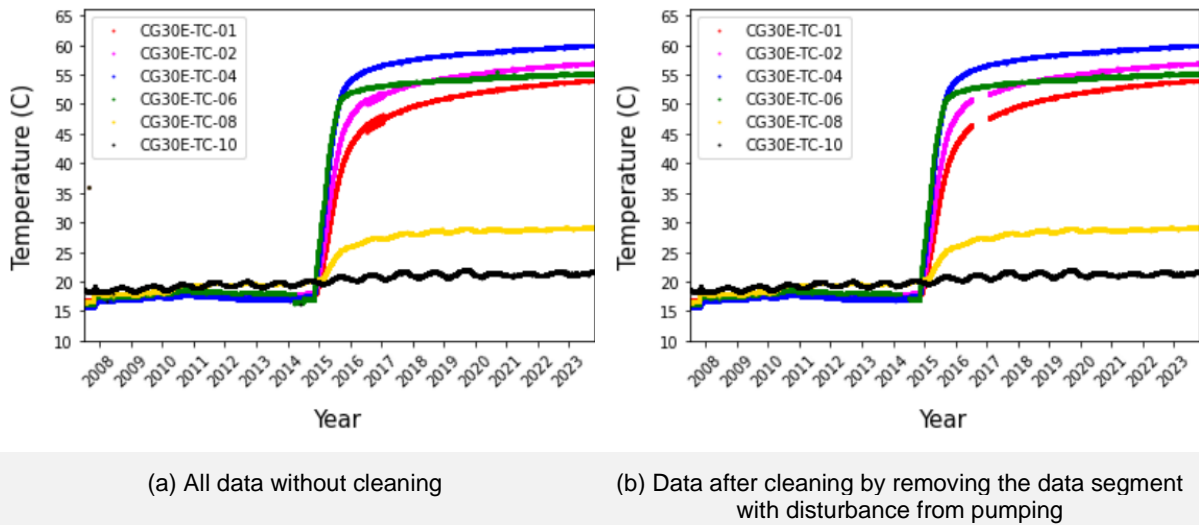 65
60
55
50
45
40
35
30
25
20
15
10
Temperature (C)
CG30E-TC-01
CG30E-TC-02
CG30E-TC-04
CG30E-TC-06
CG30E-TC-08
CG30E-TC-10
2008 2009 2010 2011 2012 2013 2014 2015 2016 2017 2018 2019 2020 2021 2022 2023
Year
65
60
55
50
45
40
35
30
25
20
15
10
Temperature (C)
CG30E-TC-01
CG30E-TC-02
CG30E-TC-04
CG30E-TC-06
CG30E-TC-08
CG30E-TC-10
2008 2009 2010 2011 2012 2013 2014 2015 2016 2017 2018 2019 2020 2021 2022 2023
Year
(a) All data without cleaning
(b) Data after cleaning by removing the data segment
with disturbance from pumping